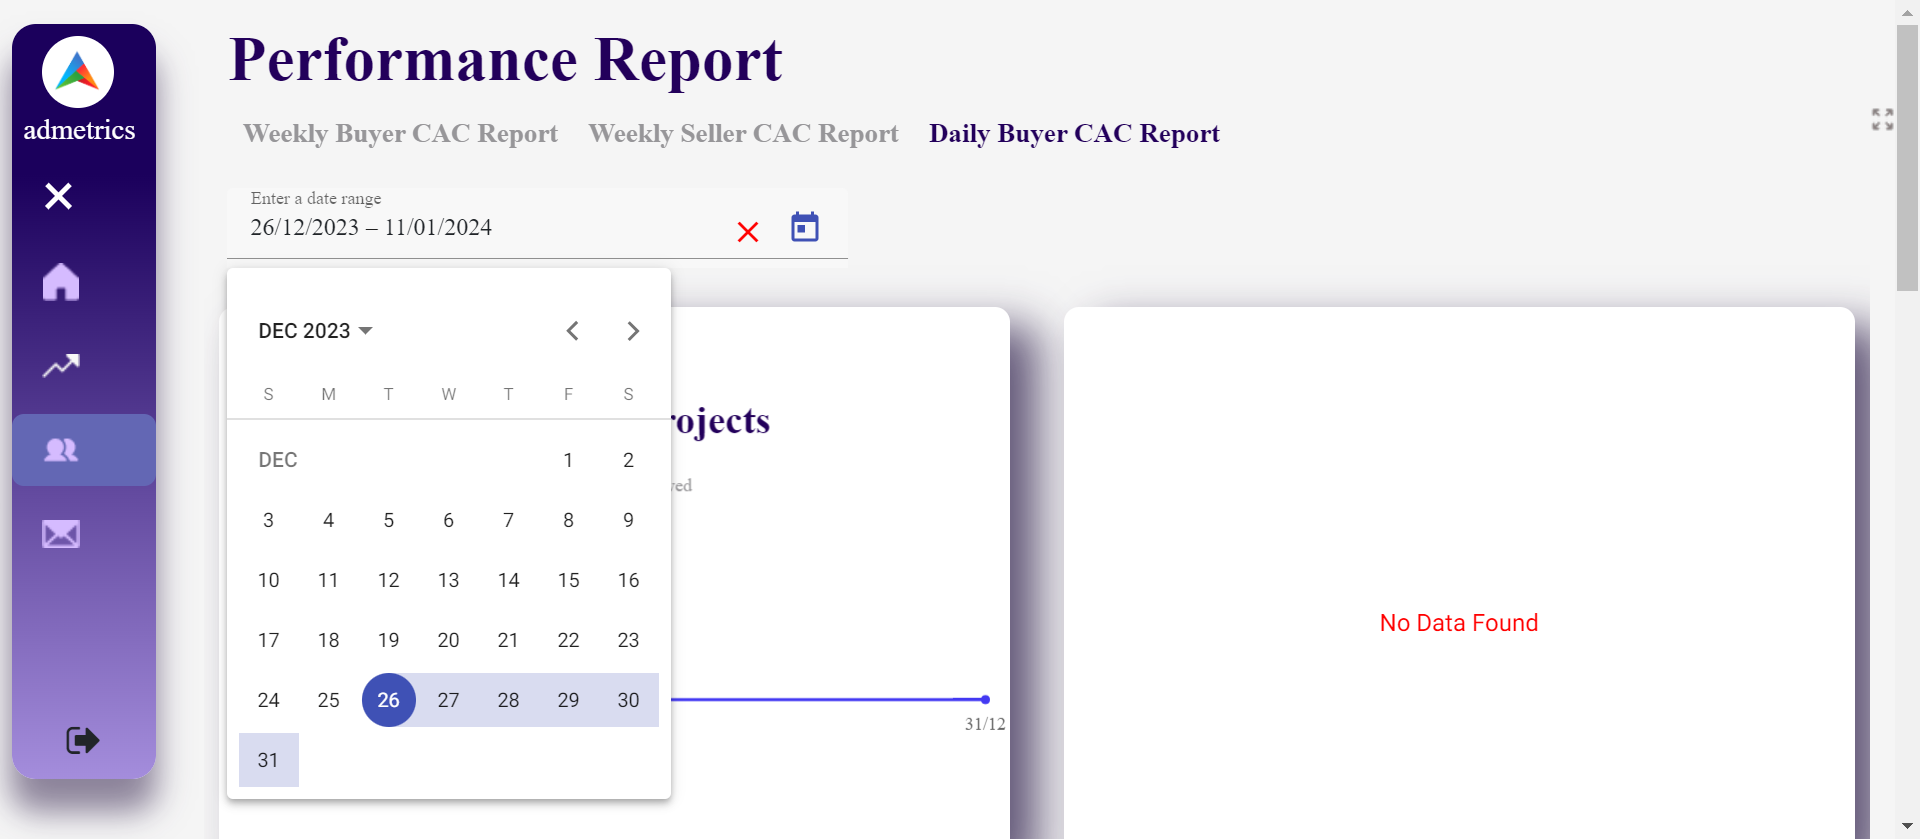 Performance Report
admetrics
Weekly Buyer CAC Report Weekly Seller CAC Report Daily Buyer CAC Report
Enter a date range
26/12/2023 – 11/01/2024
DEC 2023
S M T W T F S
DEC 1 2
3 4 5 6 7 8 9
10 11 12 13 14 15 16
17 18 19 20 21 22 23
24 25 26 27 28 29 30
31
rojects
ved
31/12
No Data Found